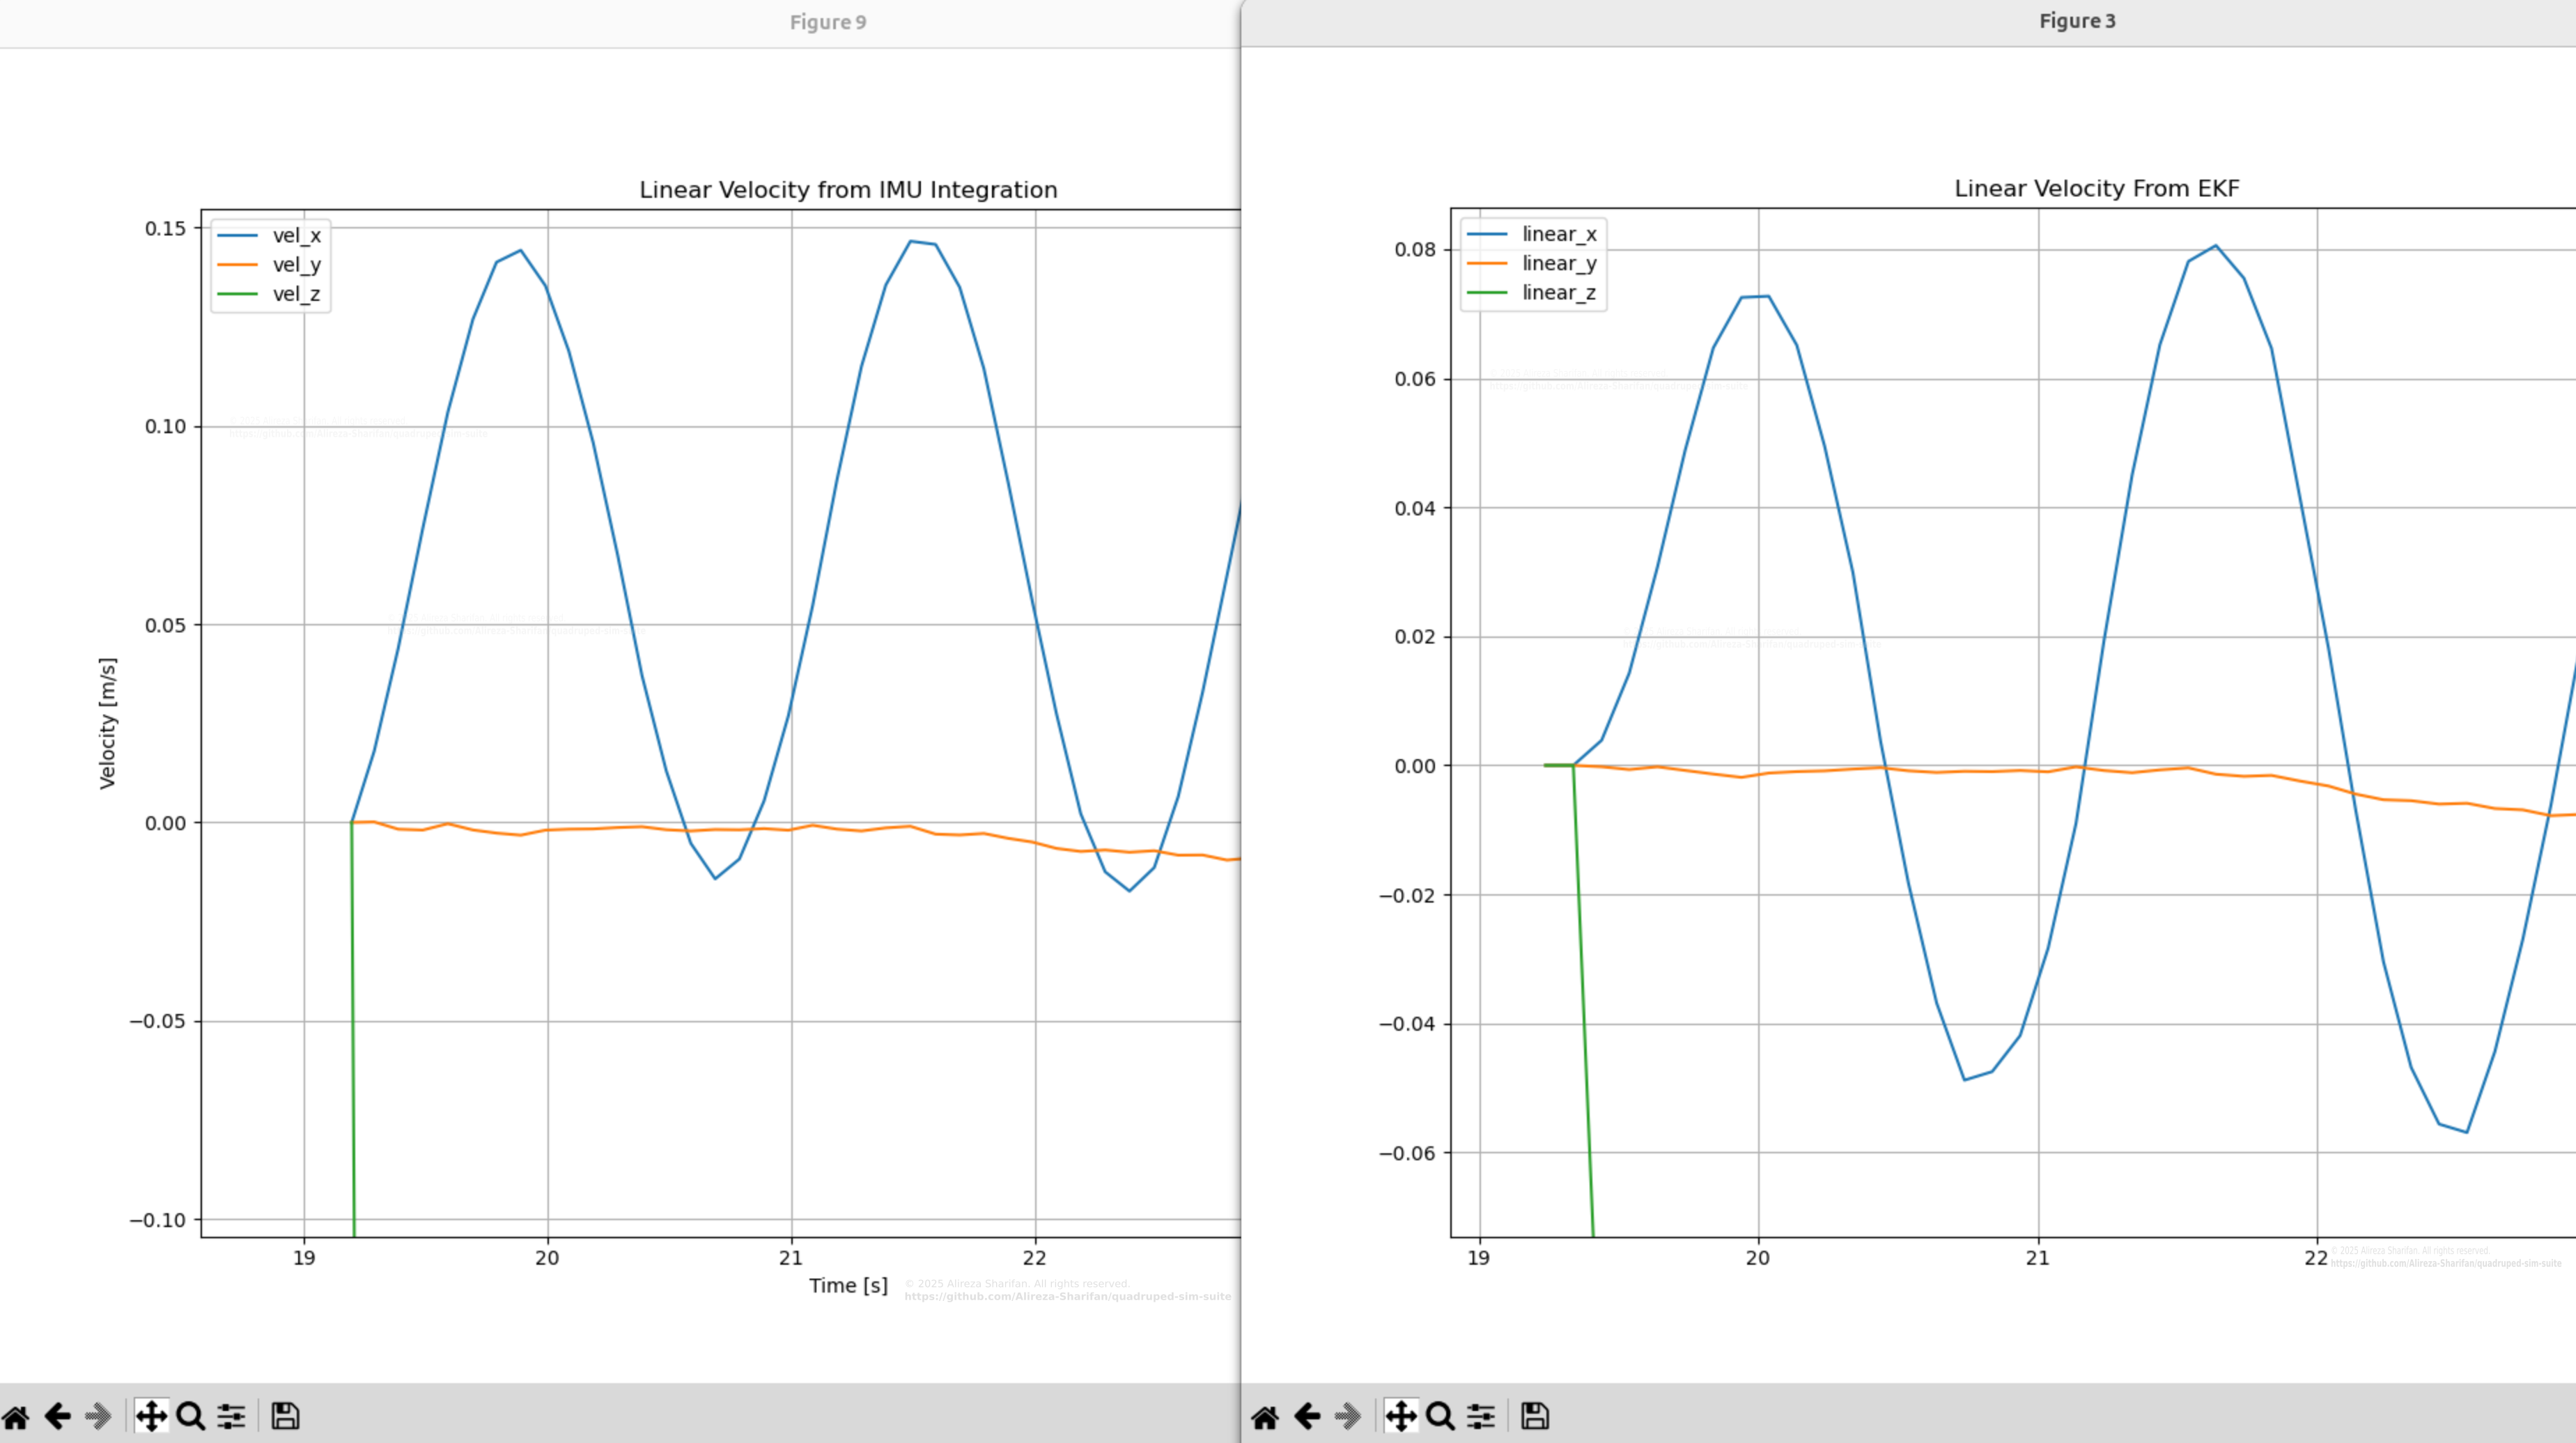 Figure 9
Linear Velocity from IMU Integration
vel_x
vel_y
vel_z
0.15
0.10
0.05
0.00
−0.05
−0.10
Velocity [m/s]
19
20
21
22
Time [s]
© 2025 Alireza Sharifan. All rights reserved.
https://github.com/Alireza-Sharifan/quadruped-sim-suite
Figure 3
Linear Velocity From EKF
linear_x
linear_y
linear_z
0.08
0.06
0.04
0.02
0.00
−0.02
−0.04
−0.06
19
20
21
22
© 2025 Alireza Sharifan. All rights reserved.
https://github.com/Alireza-Sharifan/quadruped-sim-suite